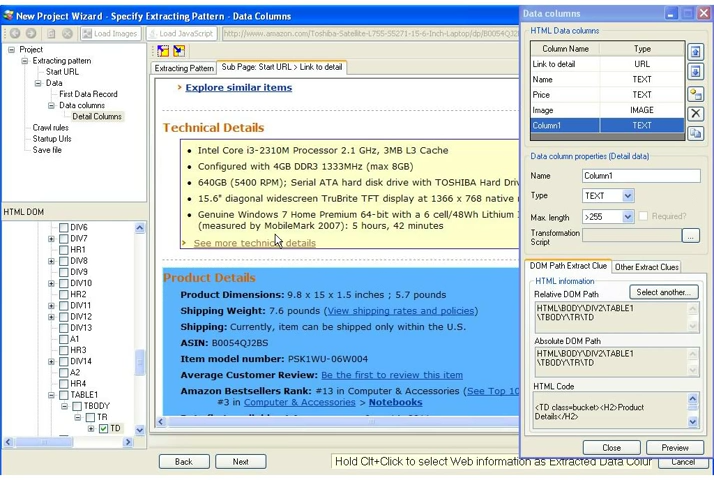 New Project Wizard - Specify Extracting Pattern - Data Columns
Load Images
Load JavaScript
http://www.amazon.com/Toshiba-Satellite-L755-S5271-15-6-Inch-Laptop/dp/B0054QJ2BS
Project
Extracting pattern
Start URL
Data
First Data Record
Data columns
Detail Columns
Crawl rules
Startup Urls
Save file
HTML DOM
DIV6
DIV7
HR1
DIV8
DIV9
DIV10
HR2
DIV11
DIV12
DIV13
A1
HR3
DIV14
A2
HR4
TABLE1
TBODY
TR
TD
Extracting Pattern
Sub Page: Start URL > Link to detail
Explore similar items
Technical Details
Intel Core i3-2310M Processor 2.1 GHz, 3MB L3 Cache
Configured with 4GB DDR3 1333MHz (max 8GB)
640GB (5400 RPM); Serial ATA hard disk drive with TOSHIBA Hard Dri
15.6" diagonal widescreen TruBrite TFT display at 1366 x 768 native r
Genuine Windows 7 Home Premium 64-bit with a 6 cell/48Wh Lithium
(measured by MobileMark 2007): 5 hours, 42 minutes
See more technical details
Product Details
Product Dimensions: 9.8 x 15 x 1.5 inches ; 5.7 pounds
Shipping Weight: 7.6 pounds (View shipping rates and policies)
Shipping: Currently, item can be shipped only within the U.S.
ASIN: B0054QJ2BS
Item model number: PSK1WU-06W004
Average Customer Review: Be the first to review this item
Amazon Bestsellers Rank: #13 in Computer & Accessories (See Top 10
#3 in Computer & Accessories > Notebooks
Back
Next
Hold Clt+Click to select Web information as Extracted Data Colur
Cancel
Data columns
HTML Data columns
Column Name Type
Link to detail URL
Name TEXT
Price TEXT
Image IMAGE
Column1 TEXT
Data column properties (Detail data)
Name Column1
Type TEXT
Max. length >255 Required?
Transformation
Script ...
DOM Path Extract Clue
Other Extract Clues
HTML information
Relative DOM Path
Select another...
HTML\BODY\DIV2\TABLE1
\TBODY\TR\TD
Absolute DOM Path
HTML\BODY\DIV2\TABLE1
\TBODY\TR\TD
HTML Code
<TD class=bucket><H2>Product
Details</H2>
Close
Preview